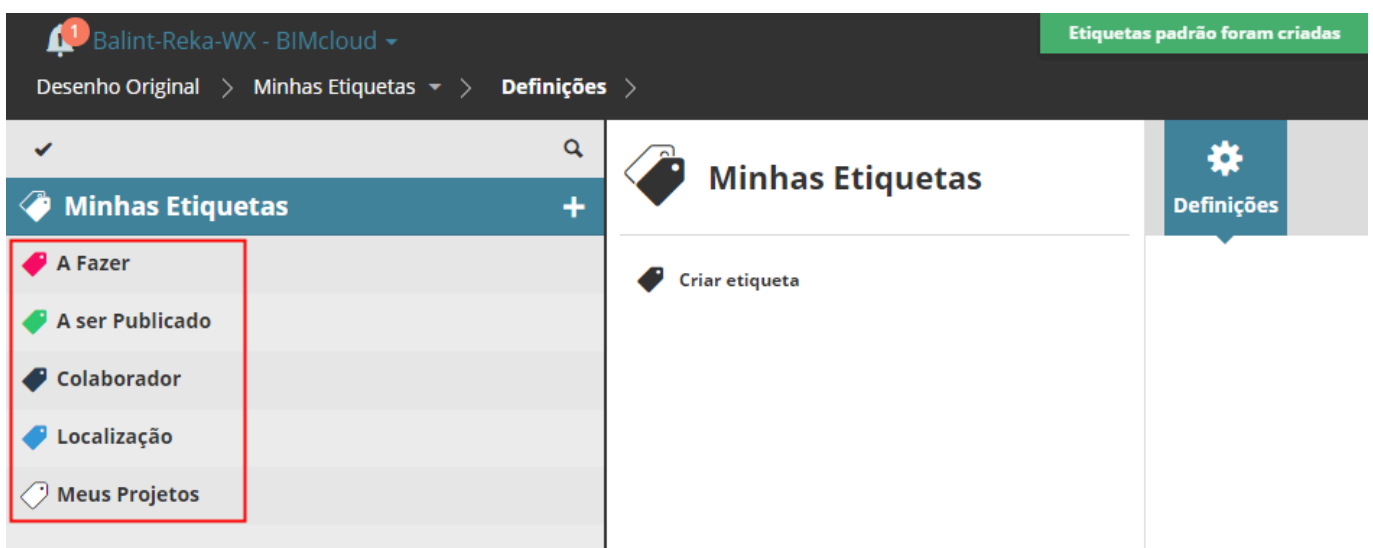 1
Balint-Reka-WX - BIMcloud
Etiquetas padrão foram criadas
Desenho Original > Minhas Etiquetas > Definições >
Minhas Etiquetas +
A Fazer
A ser Publicado
Colaborador
Localização
Meus Projetos
Minhas Etiquetas
Criar etiqueta
Definições